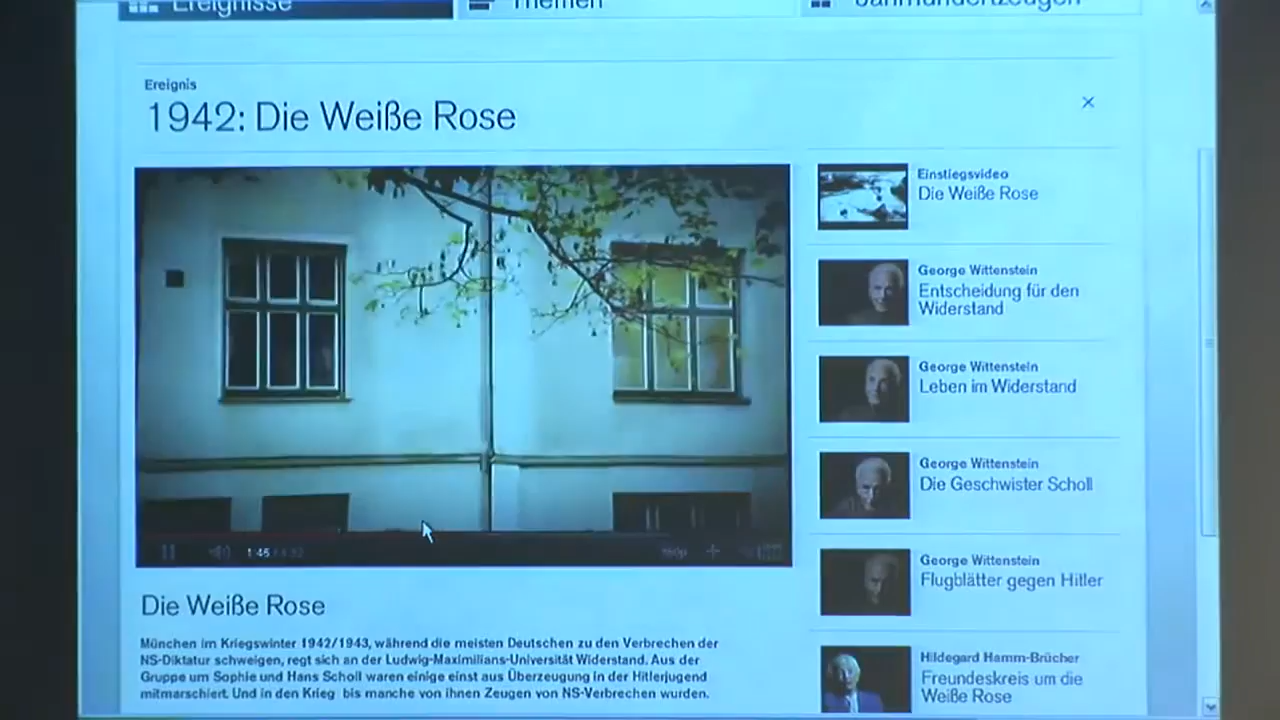 Ereignisse
Themen
Jahrhundertzeugen
Ereignis
1942: Die Weiße Rose
Einstiegsvideo
Die Weiße Rose
George Wittenstein
Entscheidung für den
Widerstand
George Wittenstein
Leben im Widerstand
George Wittenstein
Die Geschwister Scholl
George Wittenstein
Flugblätter gegen Hitler
Hildegard Hamm-Brücher
Freundeskreis um die
Weiße Rose
1:45
Die Weiße Rose
München im Kriegswinter 1942/1943, während die meisten Deutschen zu den Verbrechen der
NS-Diktatur schweigen, regt sich an der Ludwig-Maximilians-Universität Widerstand. Aus der
Gruppe um Sophie und Hans Scholl waren einige einst aus Überzeugung in der Hitlerjugend
mitmarschiert. Und in den Krieg bis manche von ihnen Zeugen von NS-Verbrechen wurden.